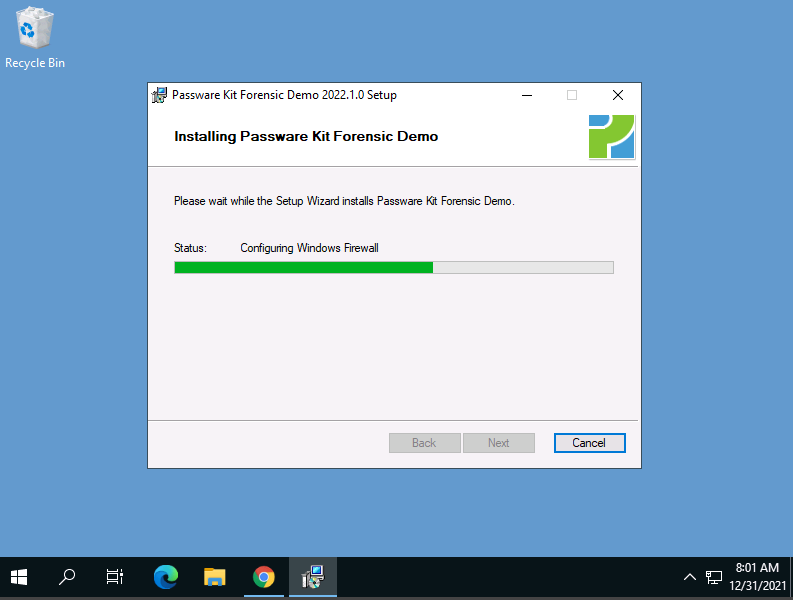 Recycle Bin
Passware Kit Forensic Demo 2022.1.0 Setup
Installing Passware Kit Forensic Demo
Please wait while the Setup Wizard installs Passware Kit Forensic Demo.
Status: Configuring Windows Firewall
Back Next Cancel
8:01 AM
12/31/2021